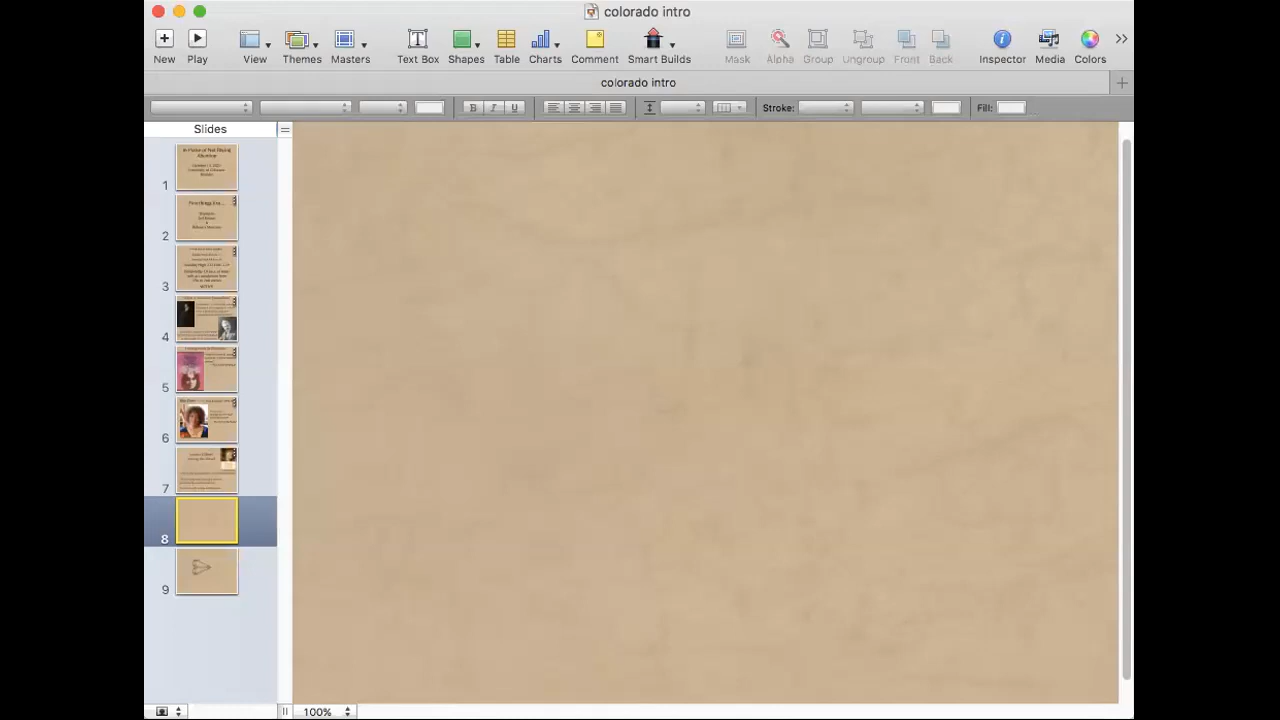 colorado intro
New
Play
View
Themes
Masters
Text Box
Shapes
Table
Charts
Comment
Smart Builds
Mask
Alpha
Group
Ungroup
Front
Back
Inspector
Media
Colors
colorado intro
B I U
Stroke:
Fill:
Slides
1
2
3
4
5
6
7
8
9
100%